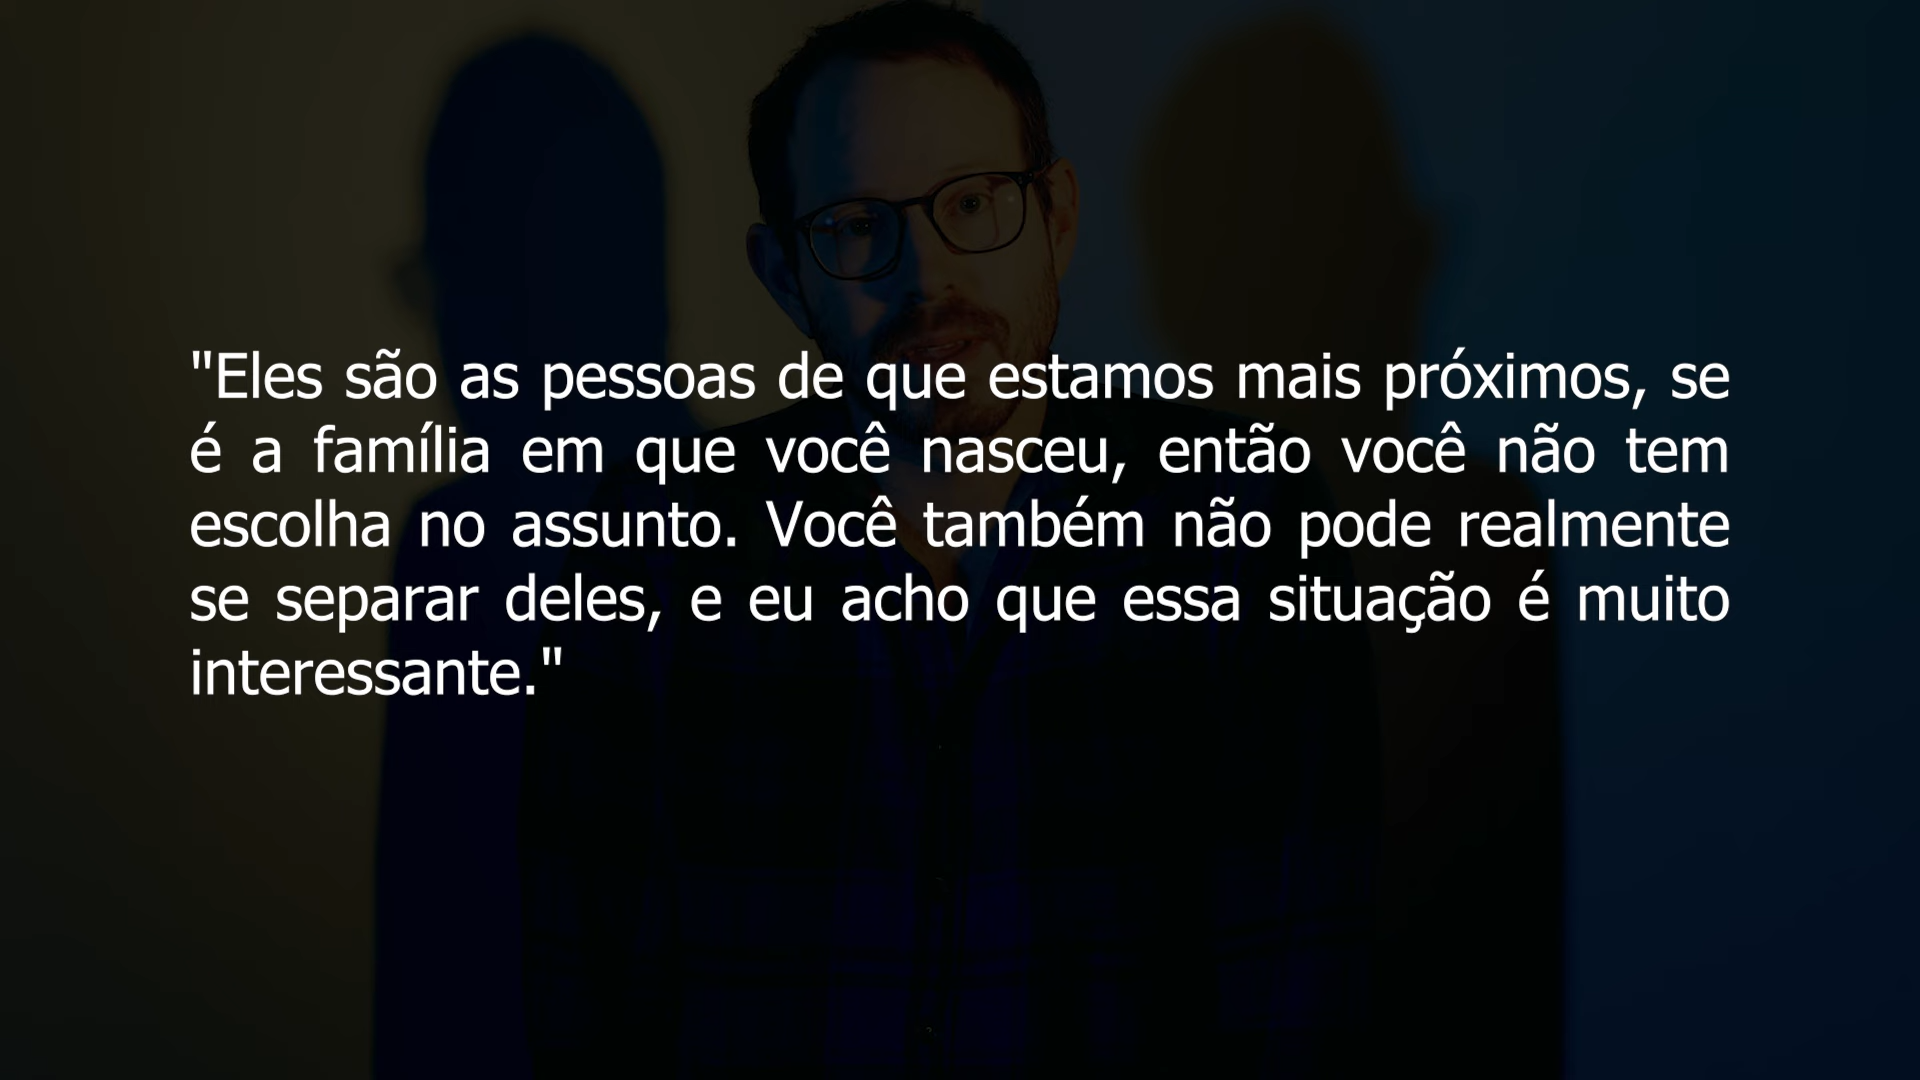 "Eles são as pessoas de que estamos mais próximos, se
é a família em que você nasceu, então você não tem
escolha no assunto. Você também não pode realmente
se separar deles, e eu acho que essa situação é muito
interessante."